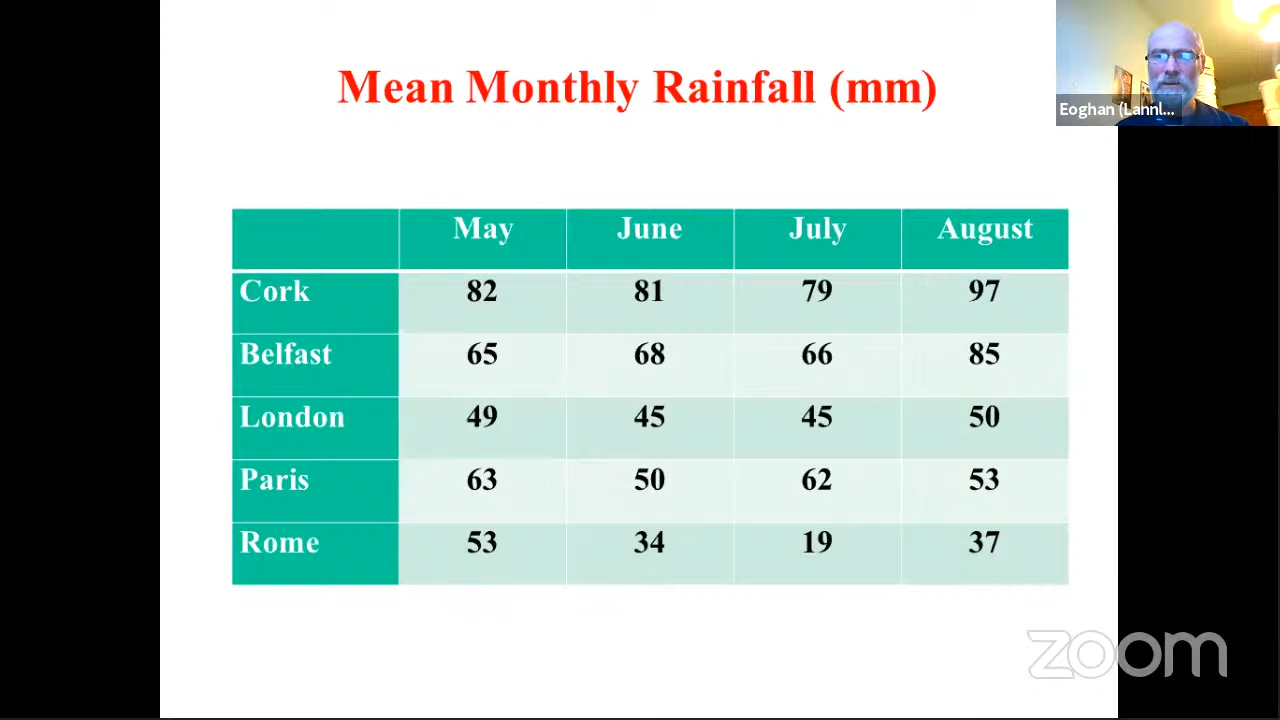 Mean Monthly Rainfall (mm)
Eoghan (Lannl...
May June July August
Cork 82 81 79 97
Belfast 65 68 66 85
London 49 45 45 50
Paris 63 50 62 53
Rome 53 34 19 37
zoom